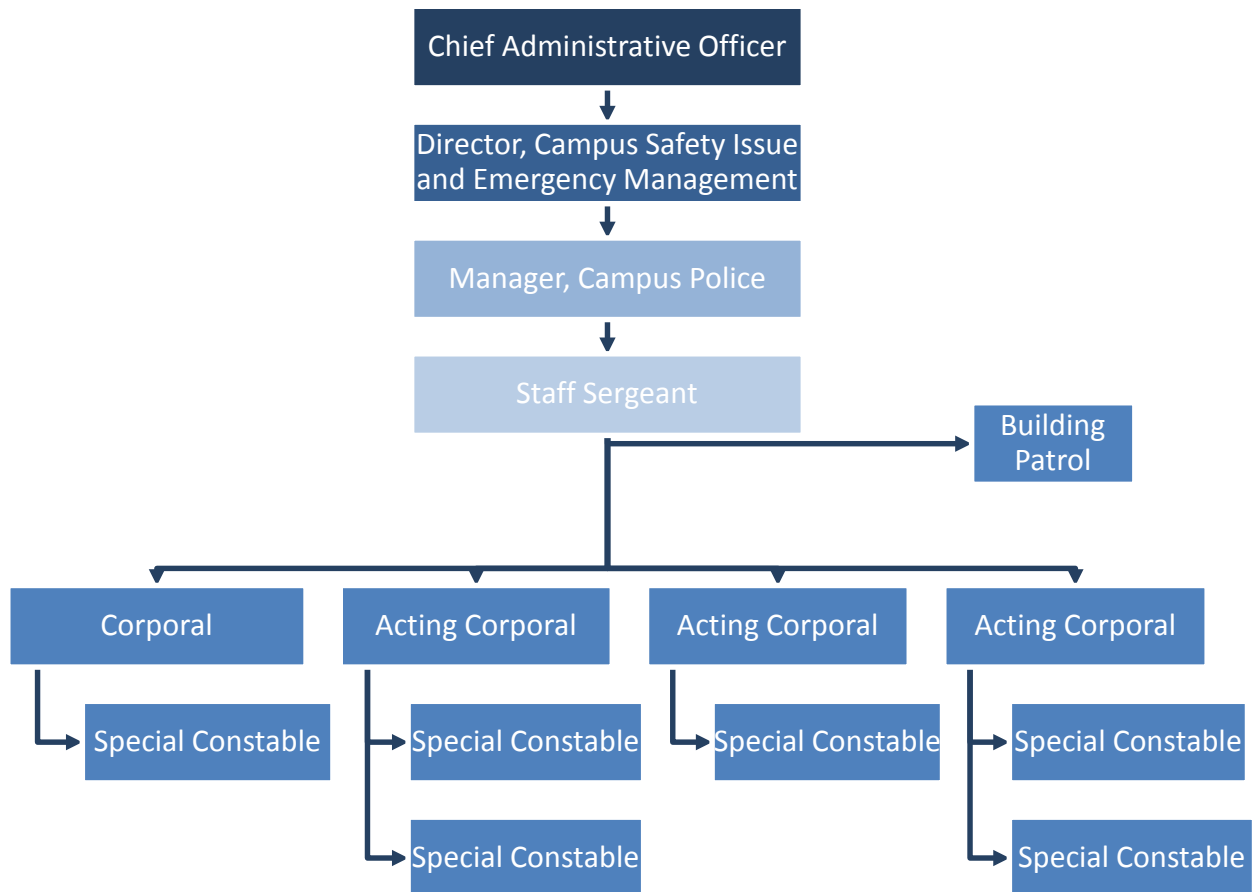 Chief Administrative Officer
Director, Campus Safety Issue
and Emergency Management
Manager, Campus Police
Staff Sergeant
Building
Patrol
Corporal
Acting Corporal
Acting Corporal
Acting Corporal
Special Constable
Special Constable
Special Constable
Special Constable
Special Constable
Special Constable